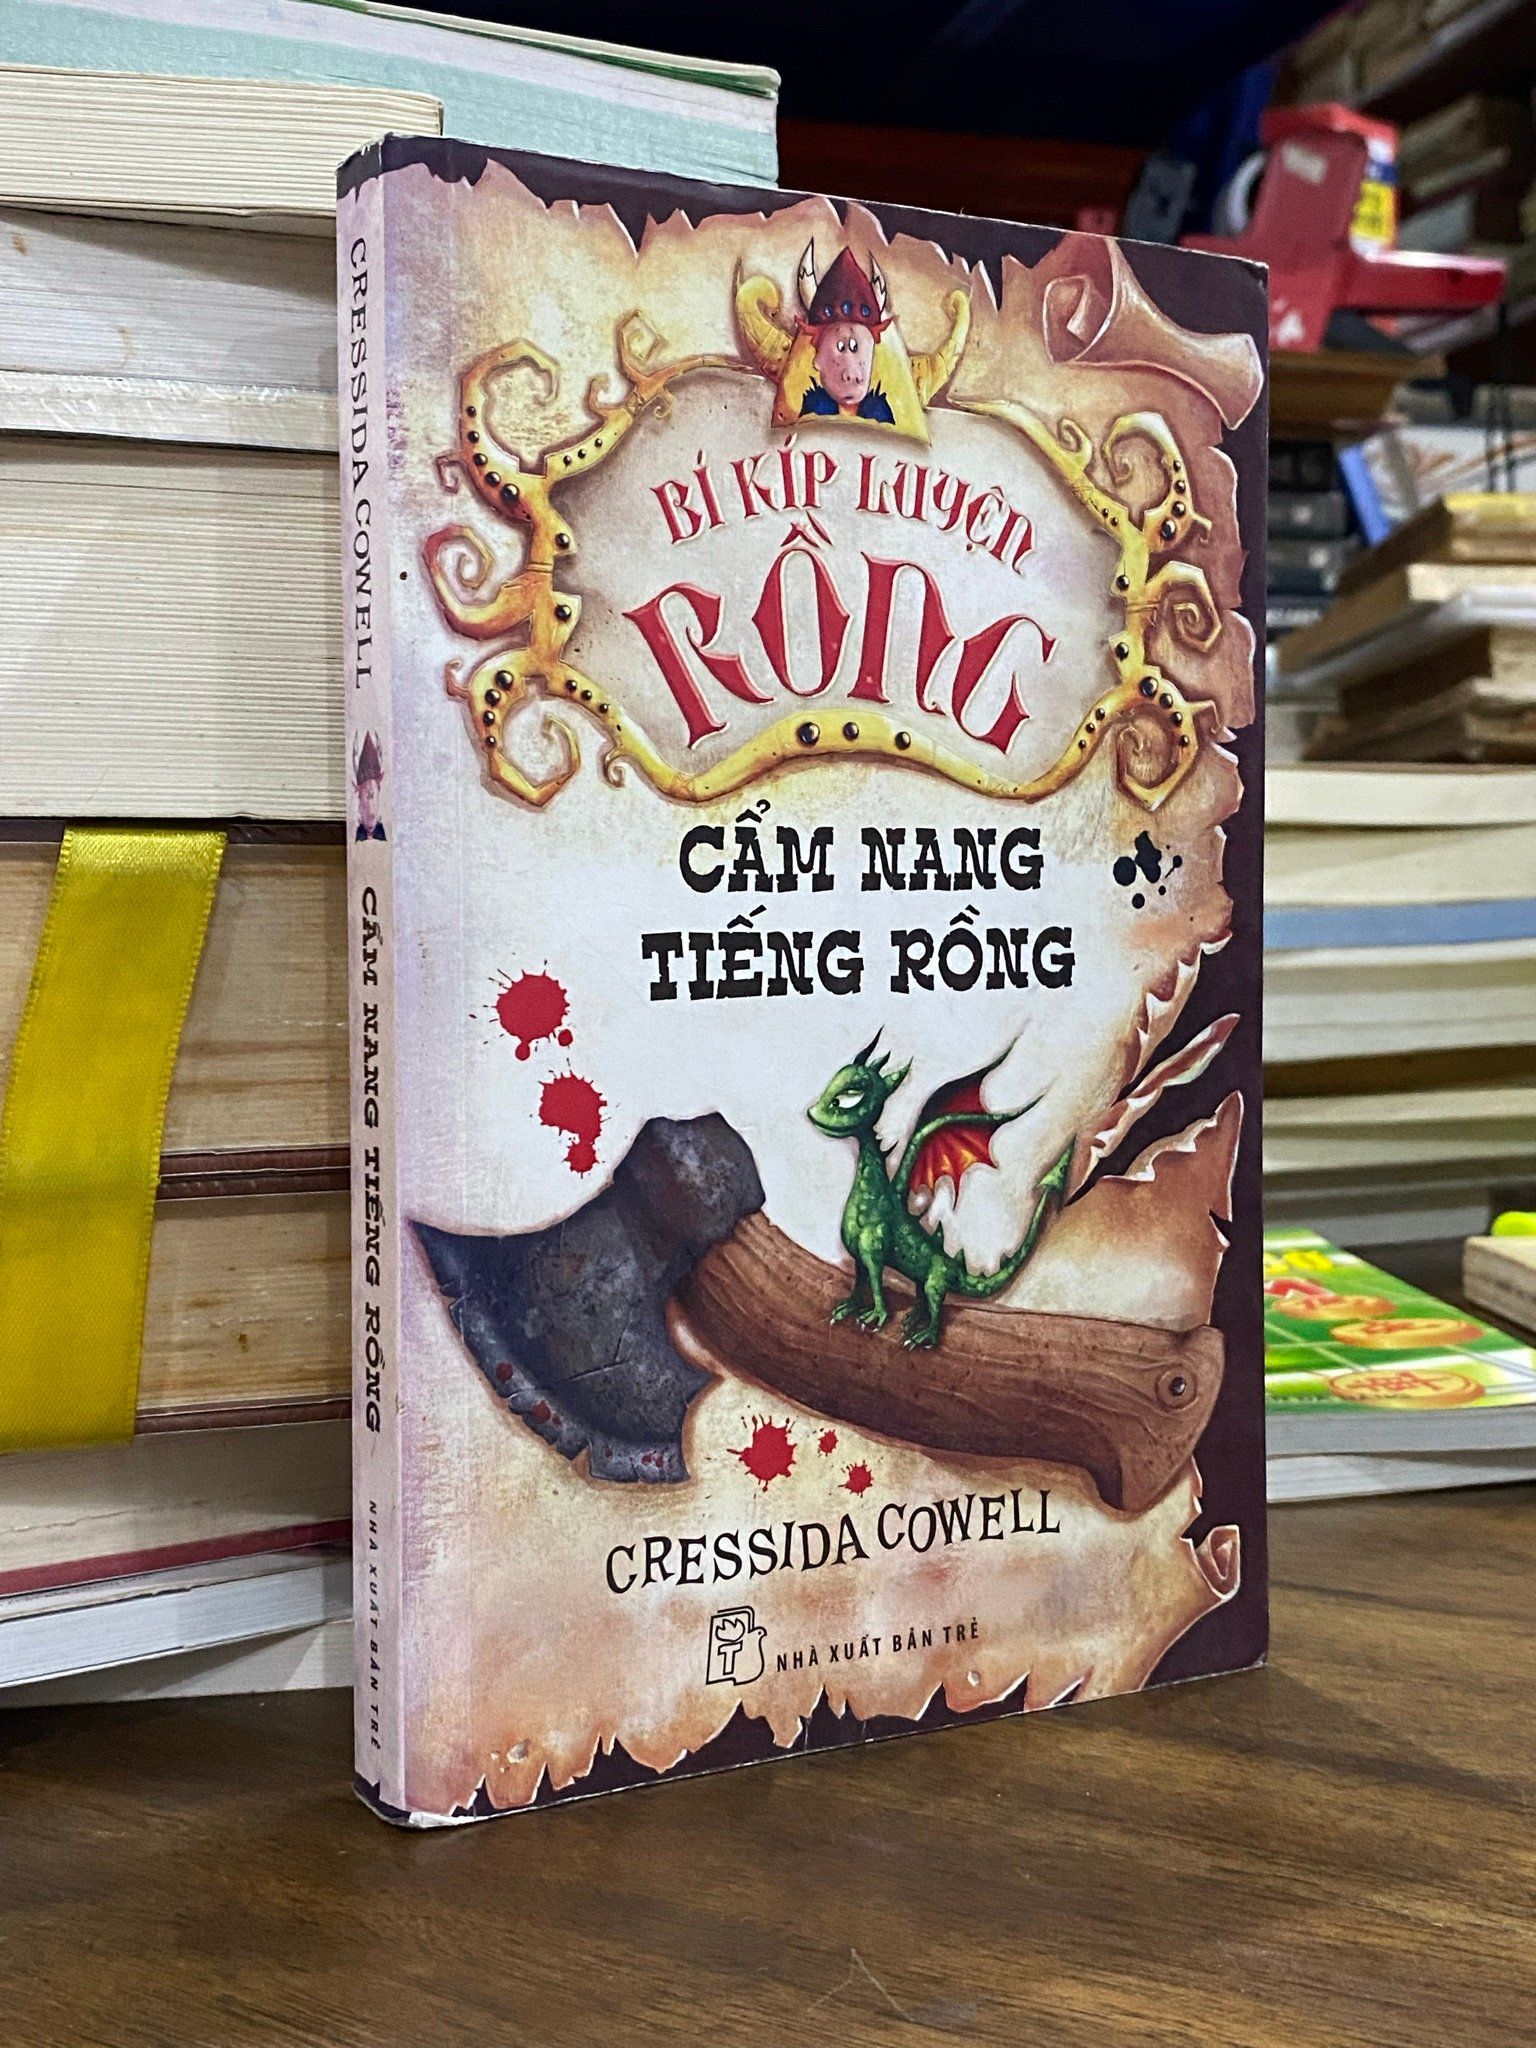 CRESSIDA COWELL
CẨM NANG TIẾNG RỒNG
NHÀ XUẤT BẢN TRẺ
BÍ KÍP LUYỆN
RỒNG
CẨM NANG
TIẾNG RỒNG
CRESSIDA COWELL
T
NHÀ XUẤT BẢN TRẺ